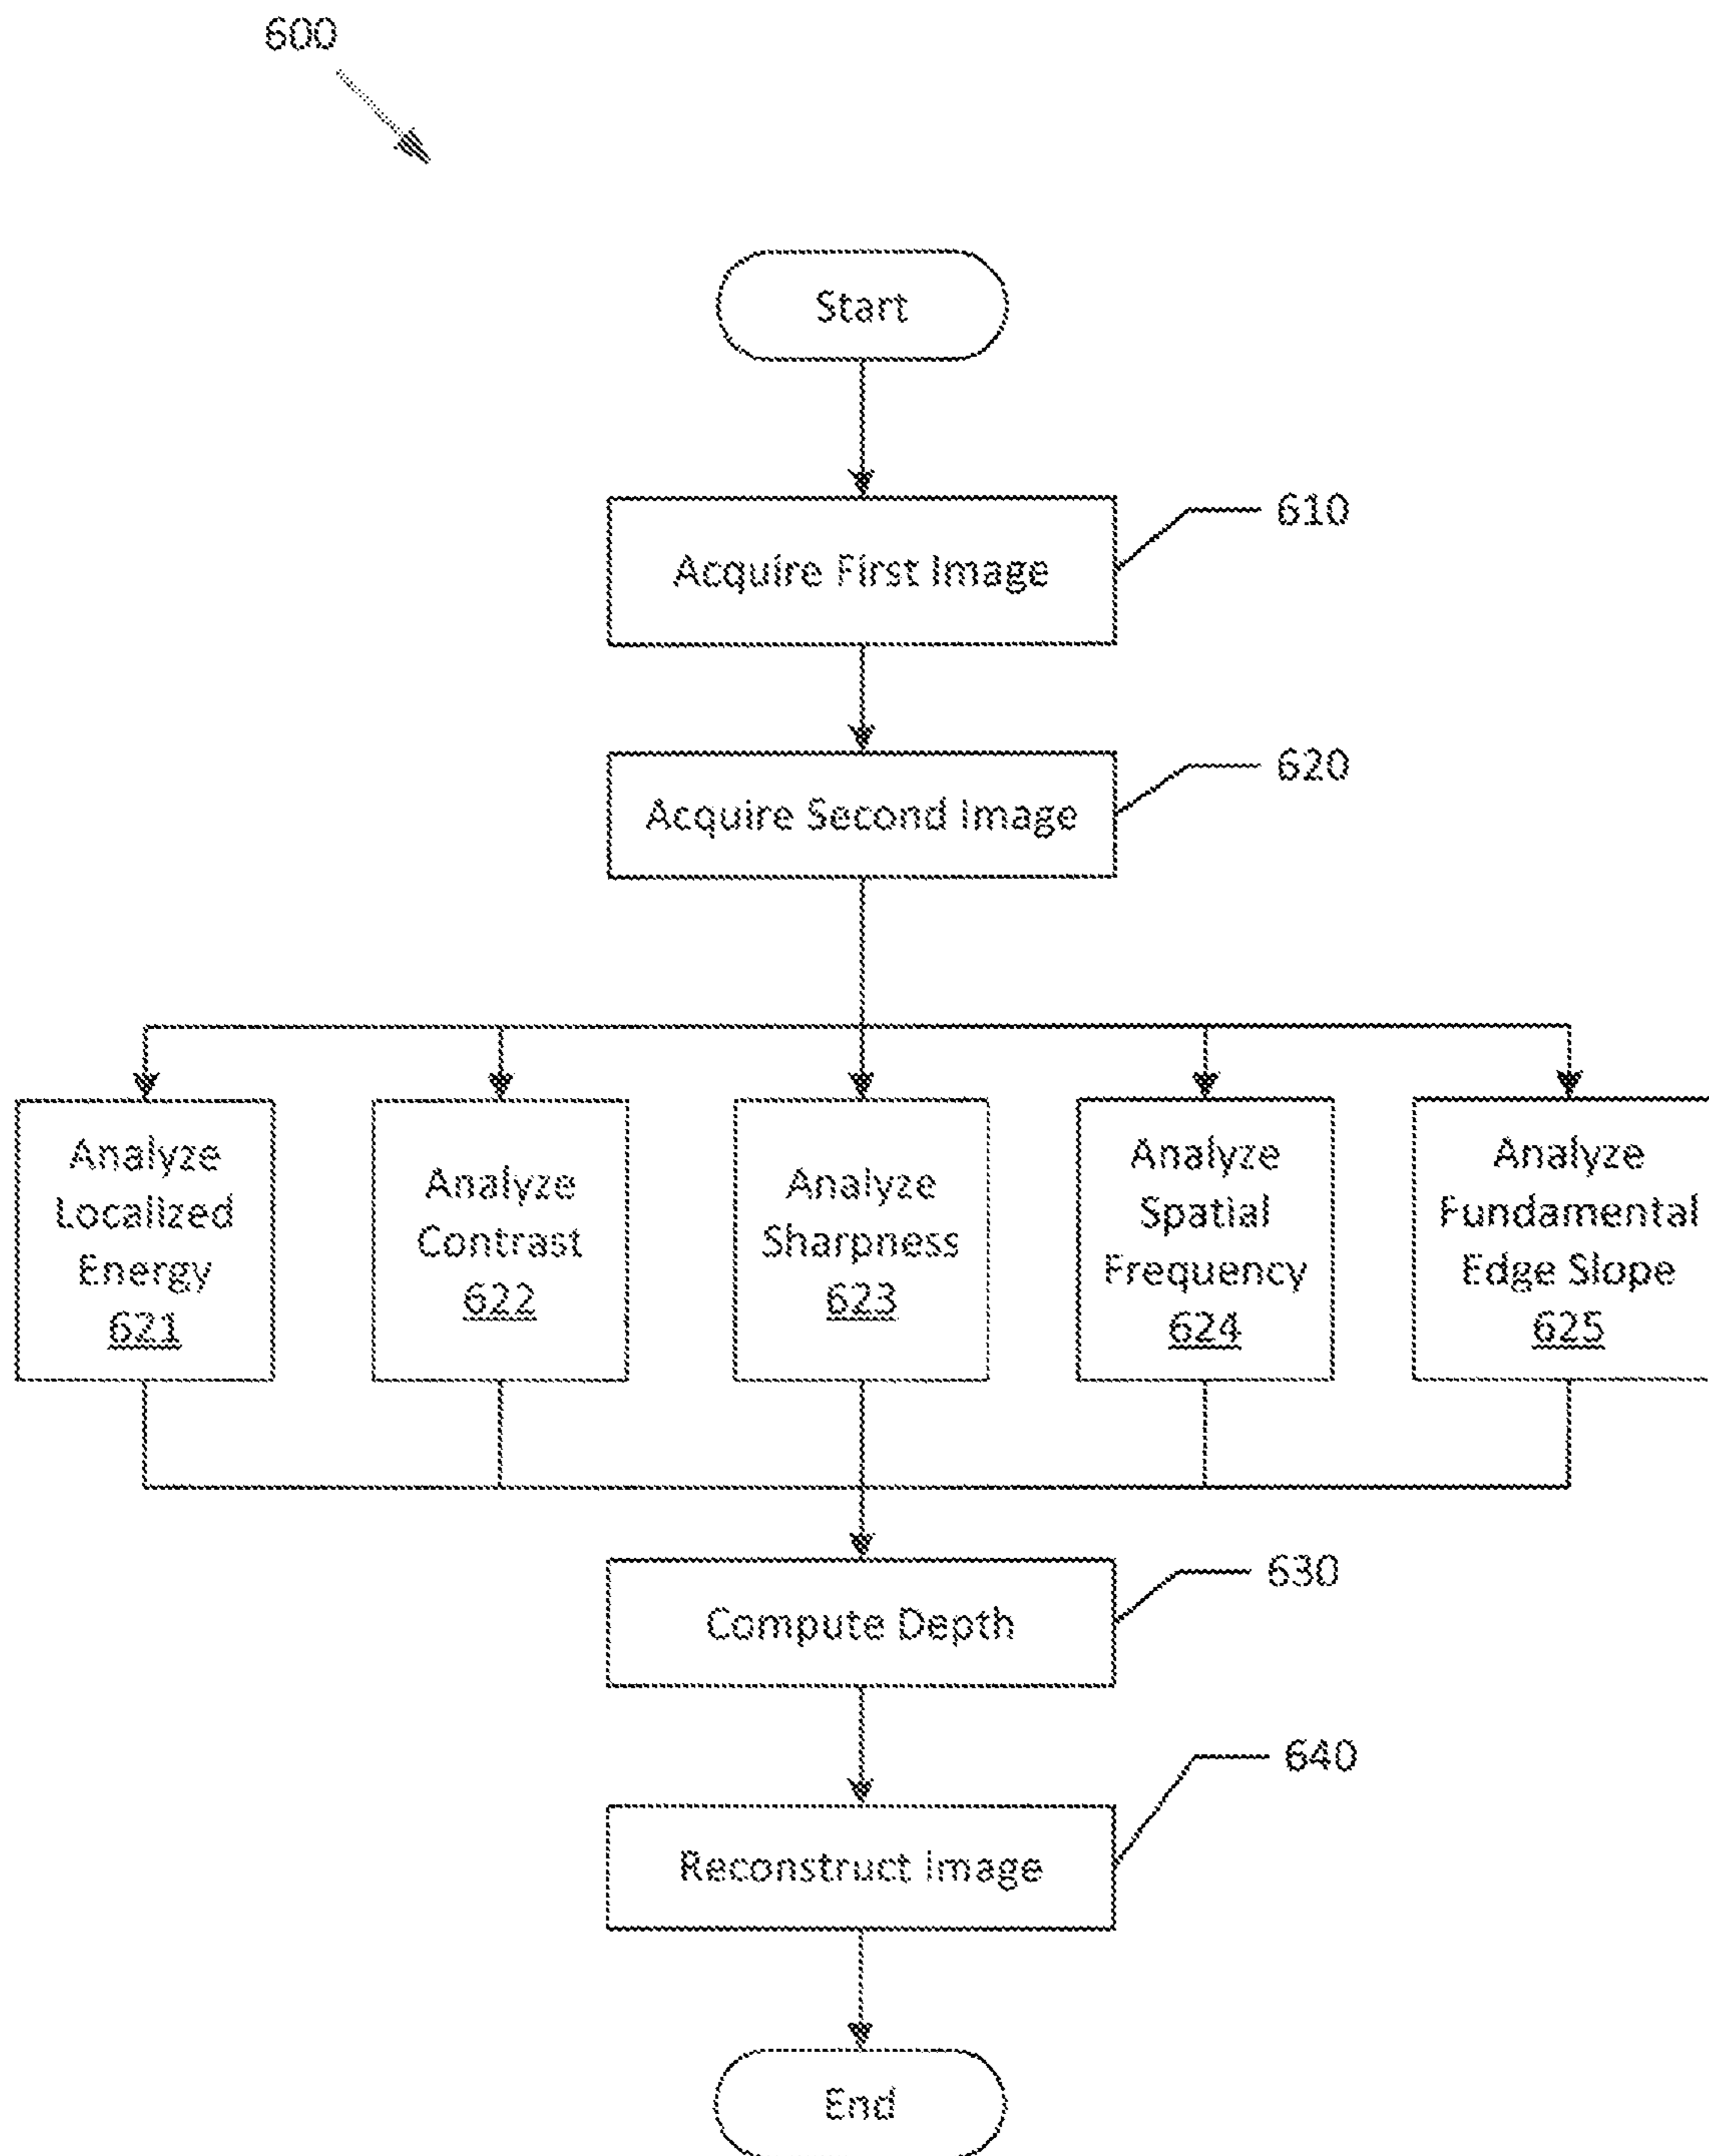 600
Start
610
Acquire First Image
620
Acquire Second Image
Analyze
Localized
Energy
621
Analyze
Contrast
622
Analyze
Sharpness
623
Analyze
Spatial
Frequency
624
Analyze
Fundamental
Edge Slope
625
630
Compute Depth
640
Reconstruct Image
End